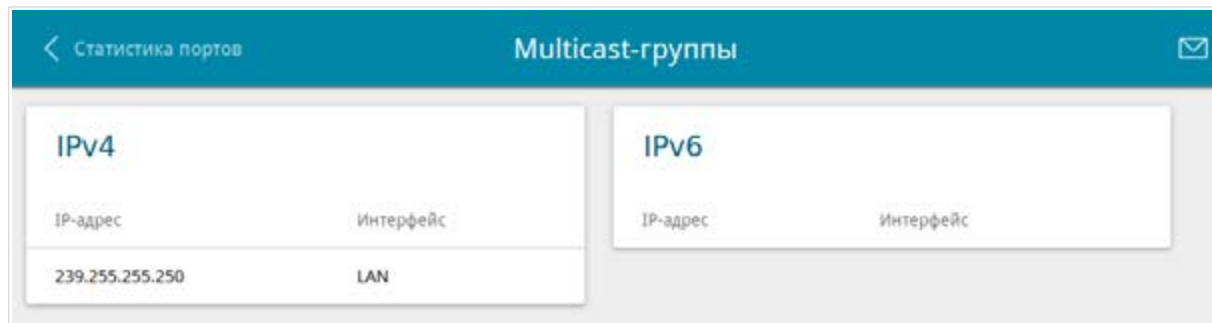 Статистика портов
Multicast-группы
IPv4
IP-адрес Интерфейс
239.255.255.250 LAN
IPv6
IP-адрес Интерфейс